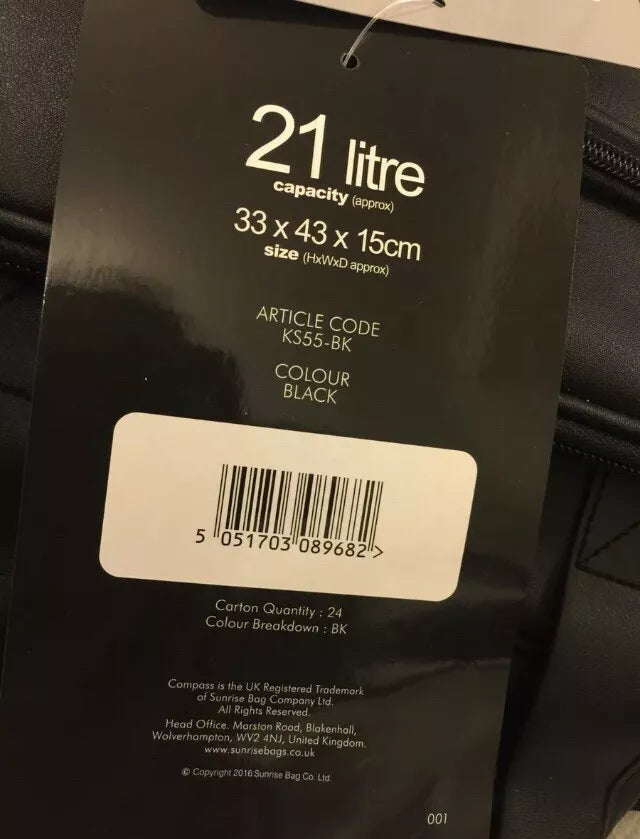 21 litre
capacity (approx)
33 x 43 x 15cm
size (HxWxD approx)
ARTICLE CODE
KS55-BK
COLOUR
BLACK
5 051703 089682 >
Carton Quantity : 24
Colour Breakdown : BK
Compass is the UK Registered Trademark
of Sunrise Bag Company Ltd.
All Rights Reserved.
Head Office. Marston Road, Blakenhall,
Wolverhampton, WV2 4NJ, United Kingdom.
www.sunrisebags.co.uk
© Copyright 2016 Sunrise Bag Co. Ltd.
001